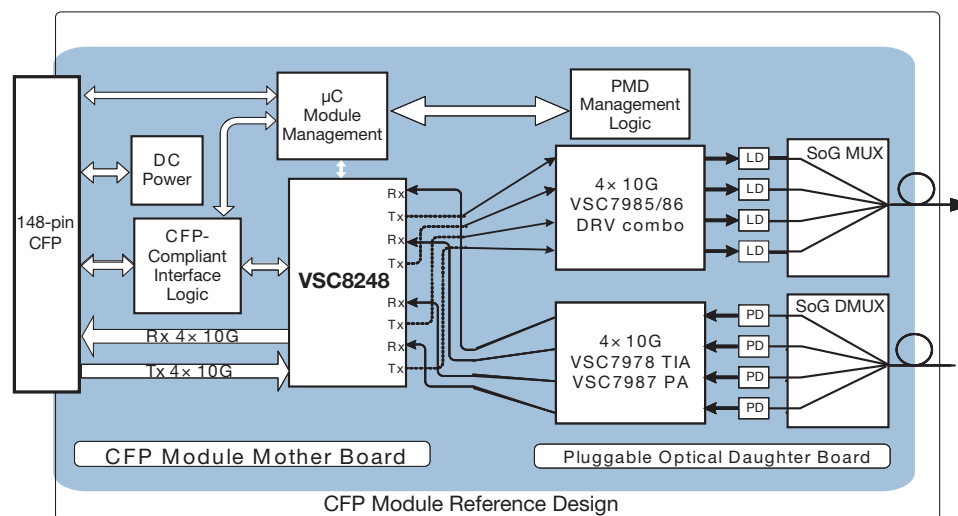 148-pin
CFP
µC
Module
Management
PMD
Management
Logic
DC
Power
CFP-
Compliant
Interface
Logic
VSC8248
Rx
Tx
Rx
Tx
Rx
Tx
Rx
Tx
Rx 4× 10G
Tx 4× 10G
4× 10G
VSC7985/86
DRV combo
LD
LD
LD
LD
SoG MUX
4× 10G
VSC7978 TIA
VSC7987 PA
PD
PD
PD
PD
SoG DMUX
CFP Module Mother Board
Pluggable Optical Daughter Board
CFP Module Reference Design